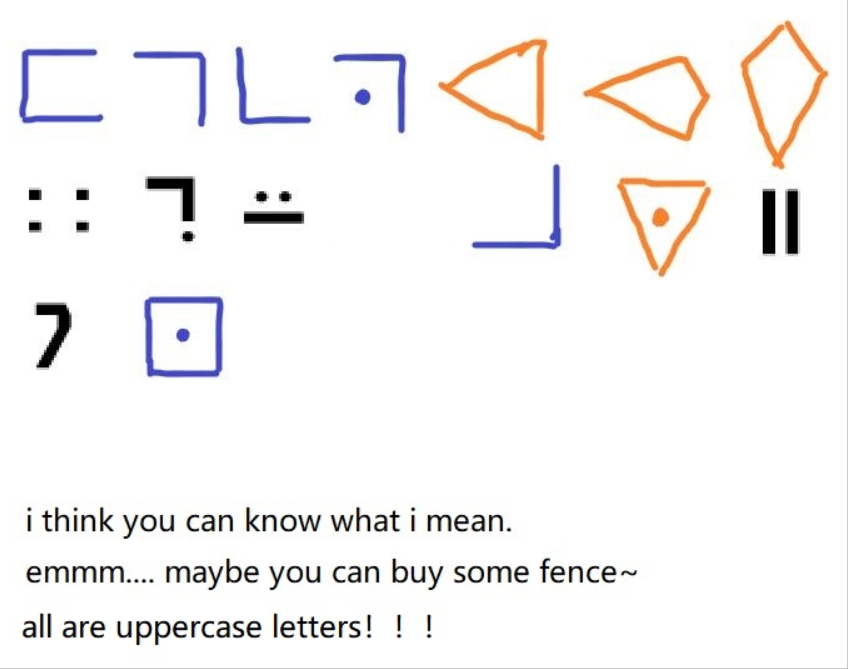 i think you can know what i mean.
emmm.... maybe you can buy some fence~
all are uppercase letters! ! !